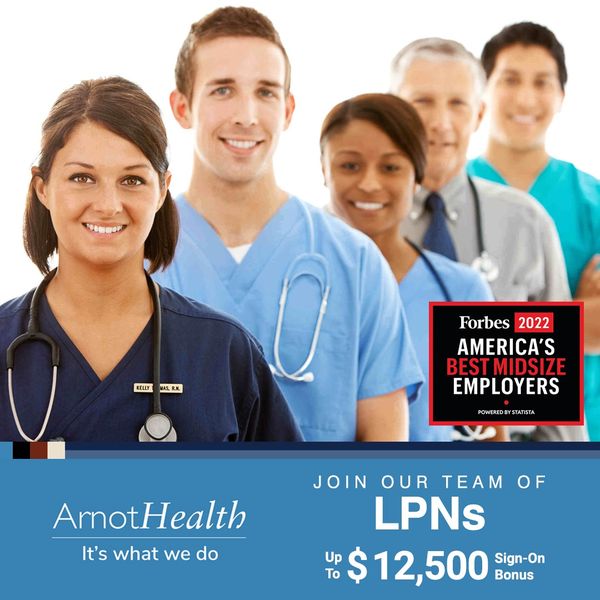 KELLY
R.N.
Forbes 2022
AMERICA'S
BEST MIDSIZE
EMPLOYERS
POWERED BY STATISTA
JOIN OUR TEAM OF
LPNs
ArnotHealth
It's what we do
Up To $12,500 Sign-On Bonus